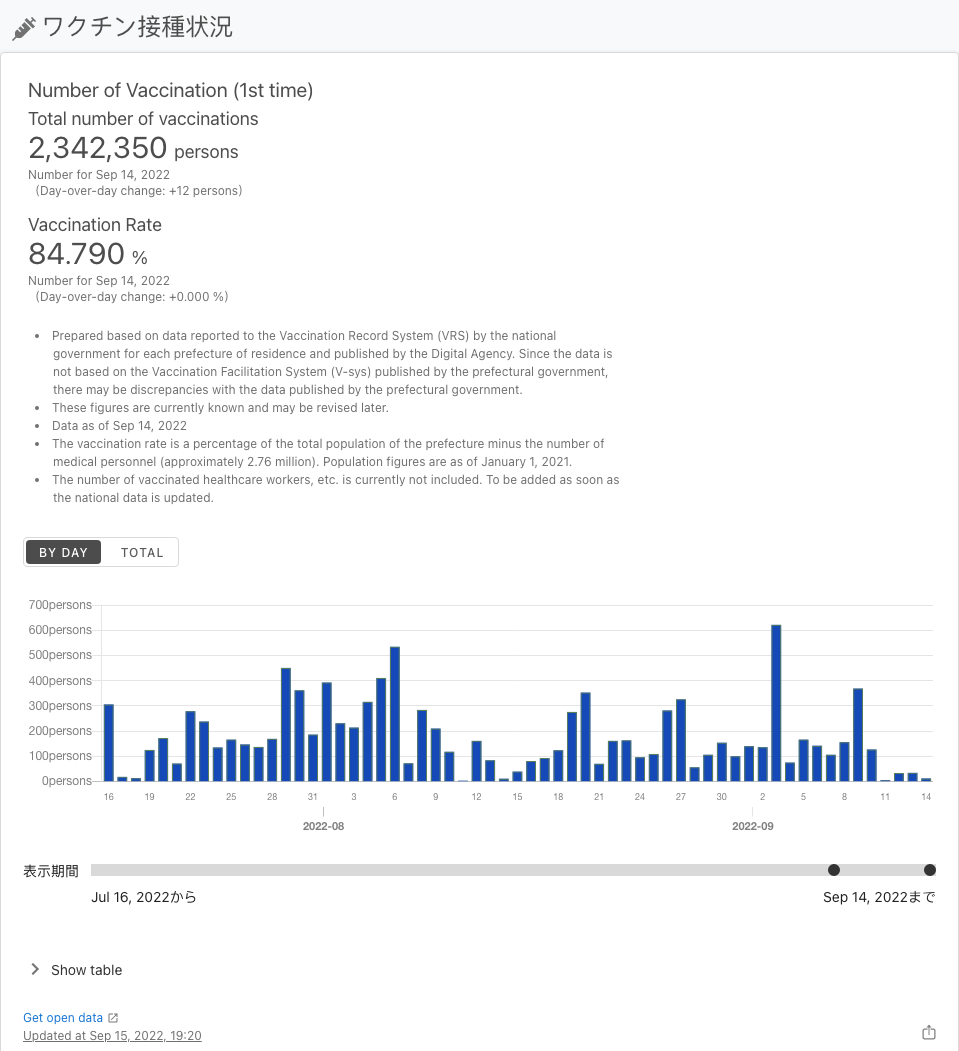 ワクチン接種状況
Number of Vaccination (1st time)
Total number of vaccinations
2,342,350 persons
Number for Sep 14, 2022
(Day-over-day change: +12 persons)
Vaccination Rate
84.790 %
Number for Sep 14, 2022
(Day-over-day change: +0.000 %)
• Prepared based on data reported to the Vaccination Record System (VRS) by the national
government for each prefecture of residence and published by the Digital Agency. Since the data is
not based on the Vaccination Facilitation System (V-sys) published by the prefectural government,
there may be discrepancies with the data published by the prefectural government.
• These figures are currently known and may be revised later.
• Data as of Sep 14, 2022
• The vaccination rate is a percentage of the total population of the prefecture minus the number of
medical personnel (approximately 2.76 million). Population figures are as of January 1, 2021.
• The number of vaccinated healthcare workers, etc. is currently not included. To be added as soon as
the national data is updated.
BY DAY TOTAL
700persons
600persons
500persons
400persons
300persons
200persons
100persons
0persons
16 19 22 25 28 31 3 6 9 12 15 18 21 24 27 30 2 5 8 11 14
2022-08 2022-09
表示期間
Jul 16, 2022から Sep 14, 2022まで
Show table
Get open data
Updated at Sep 15, 2022, 19:20